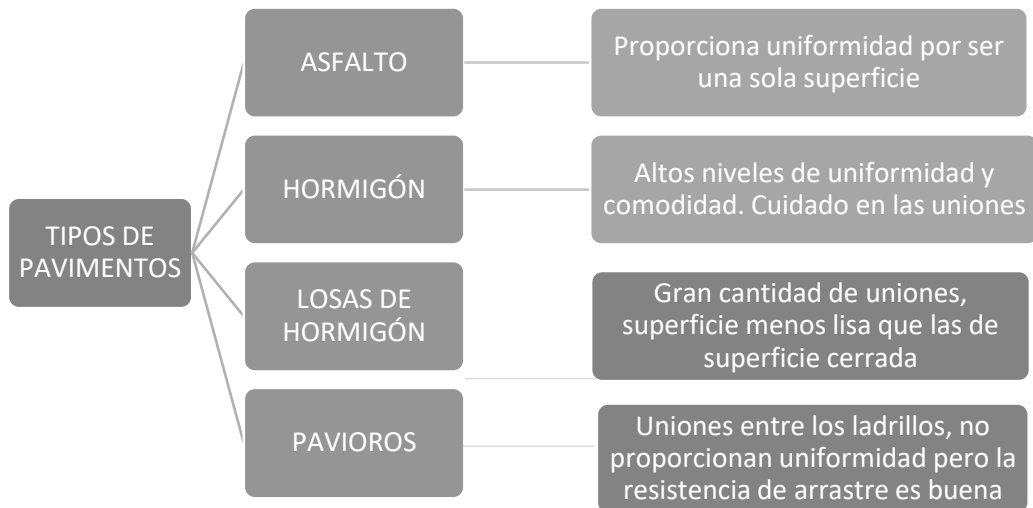 TIPOS DE
PAVIMENTOS
ASFALTO
Proporciona uniformidad por ser
una sola superficie
HORMIGÓN
Altos niveles de uniformidad y
comodidad. Cuidado en las uniones
LOSAS DE
HORMIGÓN
Gran cantidad de uniones,
superficie menos lisa que las de
superficie cerrada
PAVIOROS
Uniones entre los ladrillos, no
proporcionan uniformidad pero la
resistencia de arrastre es buena